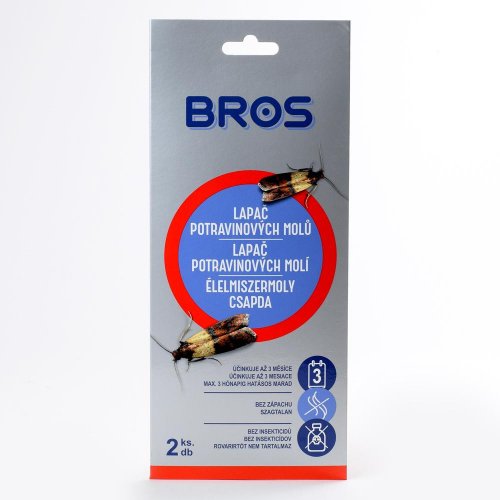 BROS
LAPAČ
POTRAVINOVÝCH MOLŮ
LAPAČ
POTRAVINOVÝCH MOLÍ
ÉLELMISZERMOLY
CSAPDA
ÚČINKUJE AŽ 3 MĚSÍCE
ÚČINKUJE AŽ 3 MESIACE
MAX. 3 HÓNAPIG HATÁSOS MARAD
3
BEZ ZÁPACHU
SZAGTALAN
BEZ INSEKTICIDŮ
BEZ INSEKTICÍDOV
ROVARIRTÓT NEM TARTALMAZ
2 ks.
db